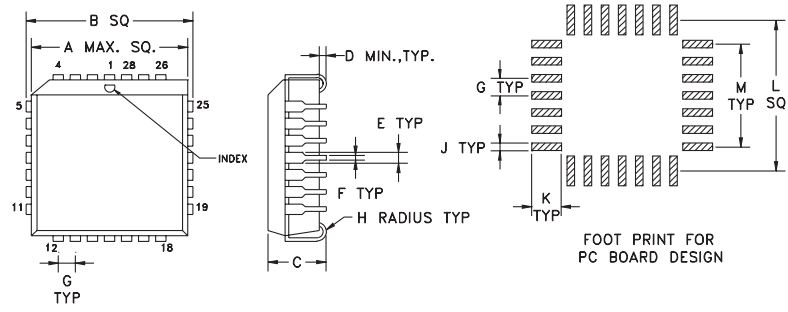 B SQ
A MAX. SQ.
4 1 28 26
5 25
INDEX
11 19
12 18
G
TYP
D MIN.,TYP.
E TYP
F TYP
H RADIUS TYP
C
G TYP
J TYP
K
TYP
M
TYP
L
SQ
FOOT PRINT FOR
PC BOARD DESIGN